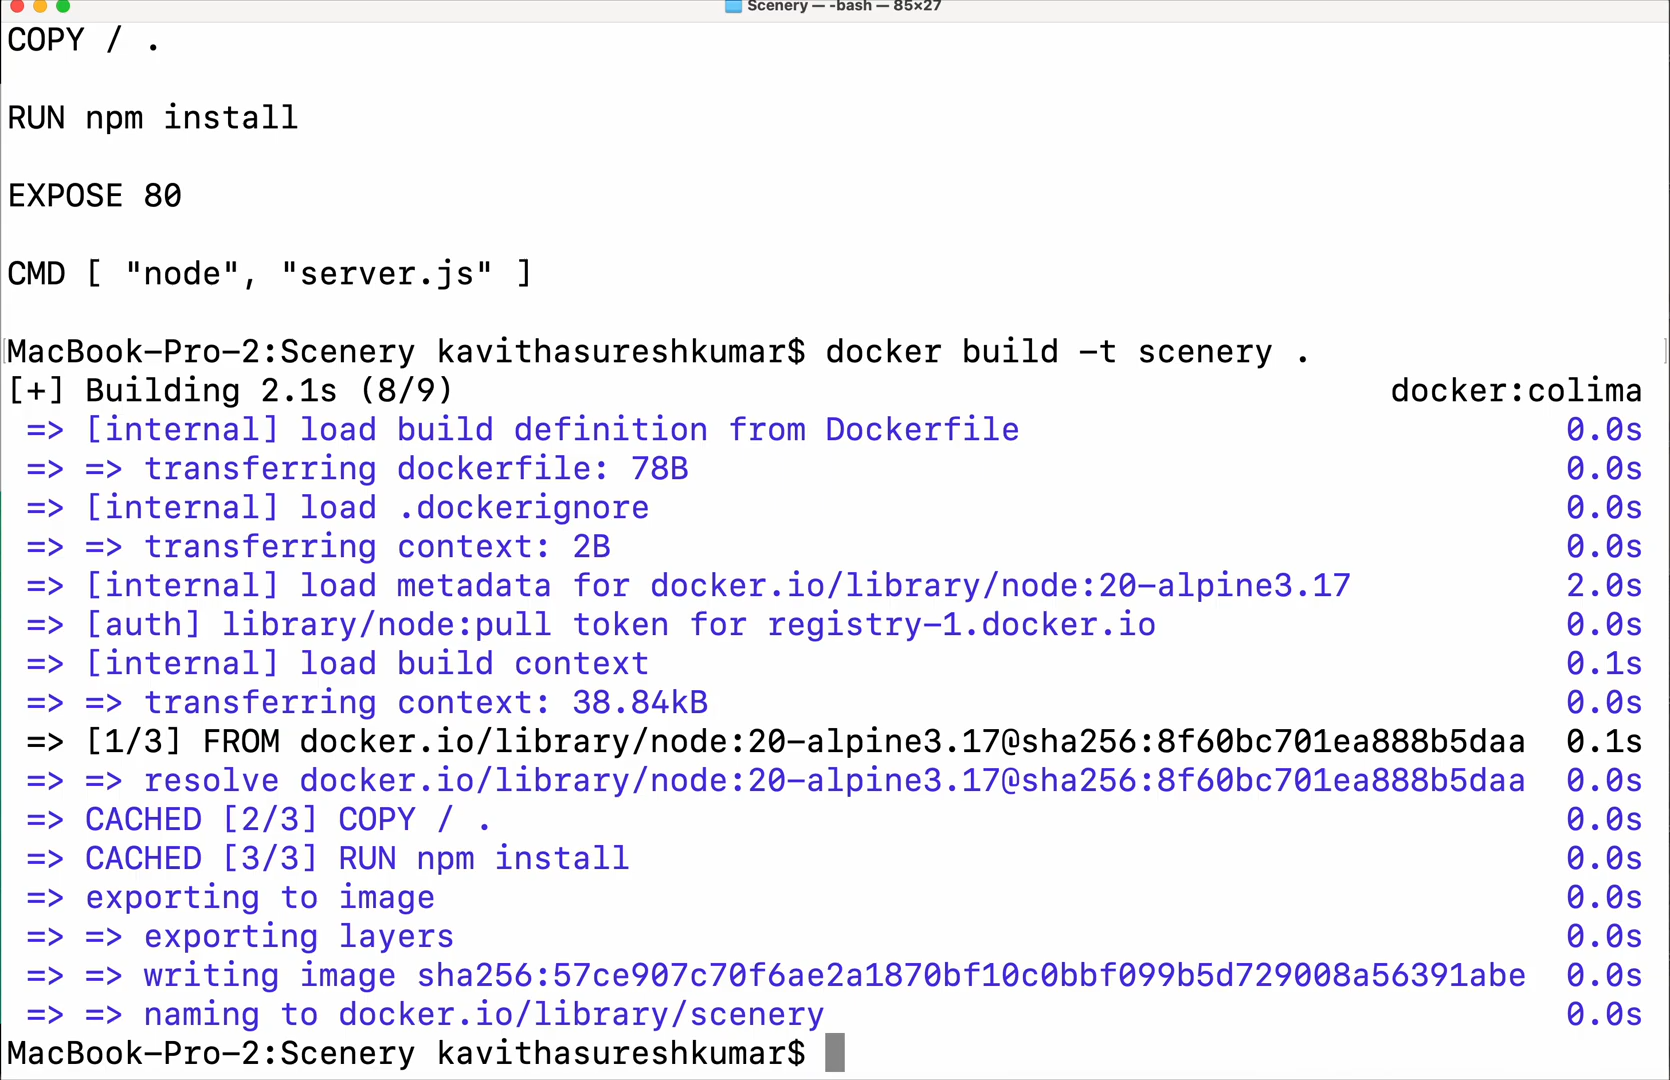 Scenery — -bash — 85×27
COPY / .
RUN npm install
EXPOSE 80
CMD [ "node", "server.js" ]
[MacBook-Pro-2:Scenery kavithasureshkumar$ docker build -t scenery . ]
[+] Building 2.1s (8/9) docker:colima
=> [internal] load build definition from Dockerfile 0.0s
=> => transferring dockerfile: 78B 0.0s
=> [internal] load .dockerignore 0.0s
=> => transferring context: 2B 0.0s
=> [internal] load metadata for docker.io/library/node:20-alpine3.17 2.0s
=> [auth] library/node:pull token for registry-1.docker.io 0.0s
=> [internal] load build context 0.1s
=> => transferring context: 38.84kB 0.0s
=> [1/3] FROM docker.io/library/node:20-alpine3.17@sha256:8f60bc701ea888b5daa 0.1s
=> => resolve docker.io/library/node:20-alpine3.17@sha256:8f60bc701ea888b5daa 0.0s
=> CACHED [2/3] COPY / . 0.0s
=> CACHED [3/3] RUN npm install 0.0s
=> exporting to image 0.0s
=> => exporting layers 0.0s
=> => writing image sha256:57ce907c70f6ae2a1870bf10c0bbf099b5d729008a56391abe 0.0s
=> => naming to docker.io/library/scenery 0.0s
MacBook-Pro-2:Scenery kavithasureshkumar$